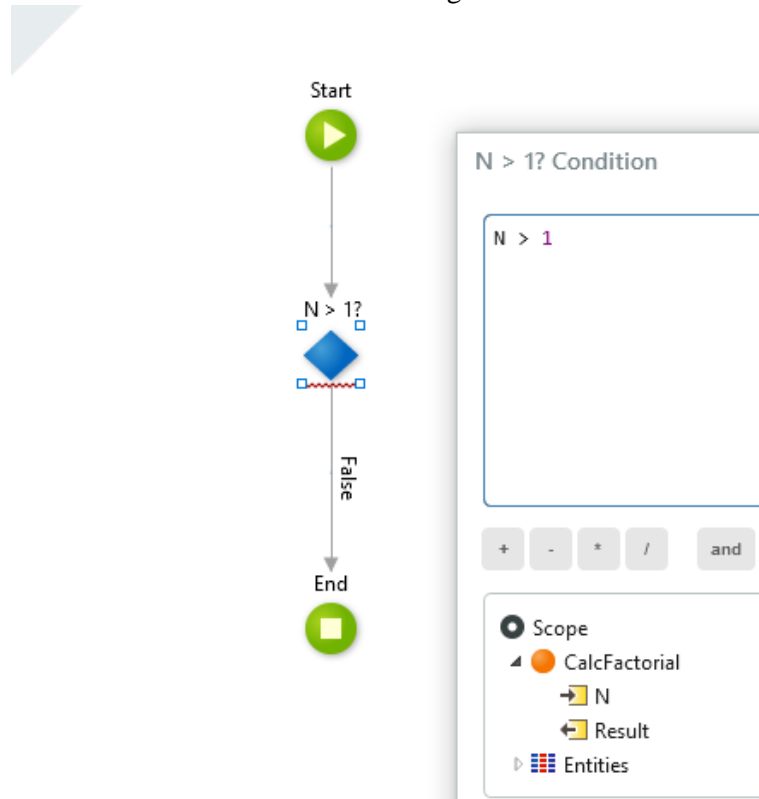 Start
N > 1?
False
End
N > 1? Condition
N > 1
+ - * / and
Scope
CalcFactorial
N
Result
Entities